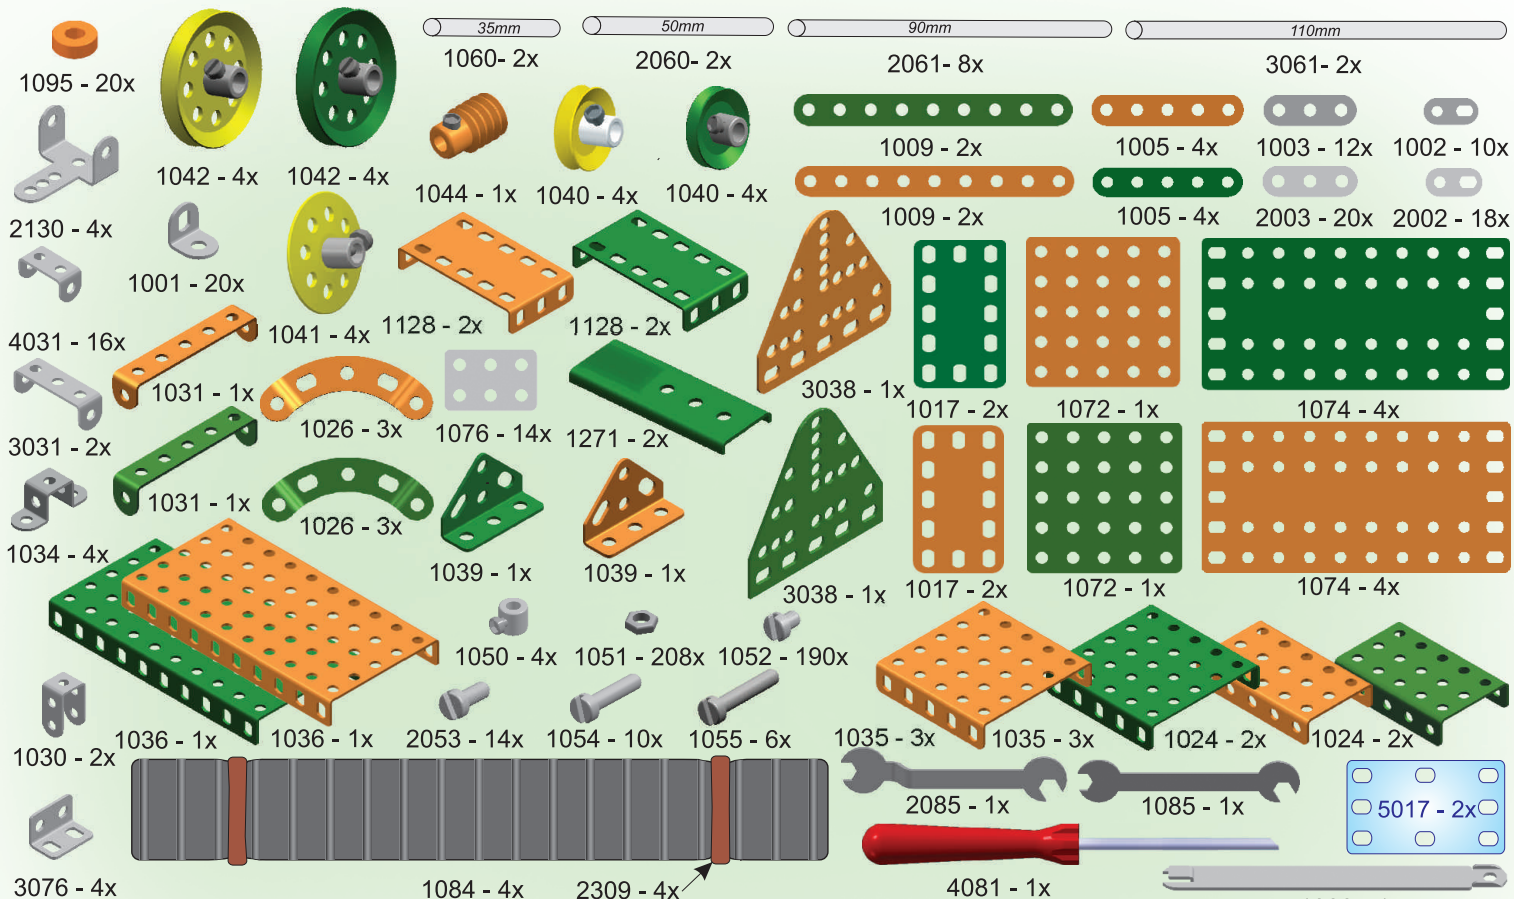 35mm
50mm
90mm
110mm
1095 - 20x
1060- 2x
2060- 2x
2061- 8x
3061- 2x
1042 - 4x
1042 - 4x
1044 - 1x
1040 - 4x
1040 - 4x
1009 - 2x
1005 - 4x
1003 - 12x
1002 - 10x
1009 - 2x
1005 - 4x
2003 - 20x
2002 - 18x
2130 - 4x
1001 - 20x
1041 - 4x
1128 - 2x
1128 - 2x
4031 - 16x
1031 - 1x
3038 - 1x
1017 - 2x
1072 - 1x
1074 - 4x
3031 - 2x
1026 - 3x
1076 - 14x
1271 - 2x
1031 - 1x
1026 - 3x
1034 - 4x
1039 - 1x
1039 - 1x
3038 - 1x
1017 - 2x
1072 - 1x
1074 - 4x
1050 - 4x
1051 - 208x
1052 - 190x
1030 - 2x
1036 - 1x
1036 - 1x
2053 - 14x
1054 - 10x
1055 - 6x
1035 - 3x
1035 - 3x
1024 - 2x
1024 - 2x
2085 - 1x
1085 - 1x
5017 - 2x
3076 - 4x
1084 - 4x
2309 - 4x
4081 - 1x